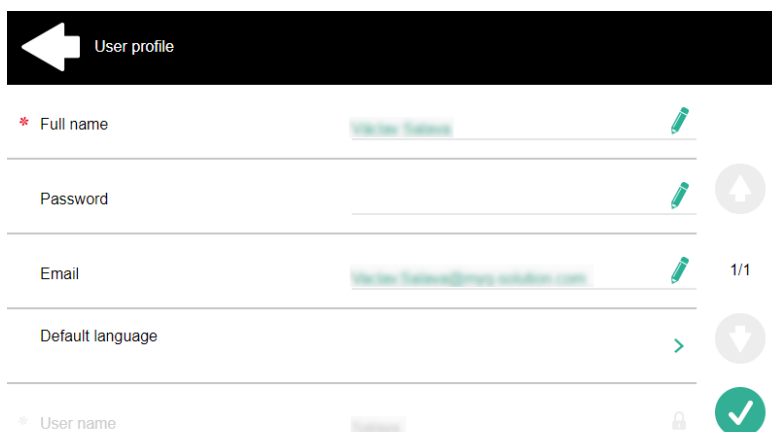 User profile
* Full name
Password
Email
1/1
Default language
* User name